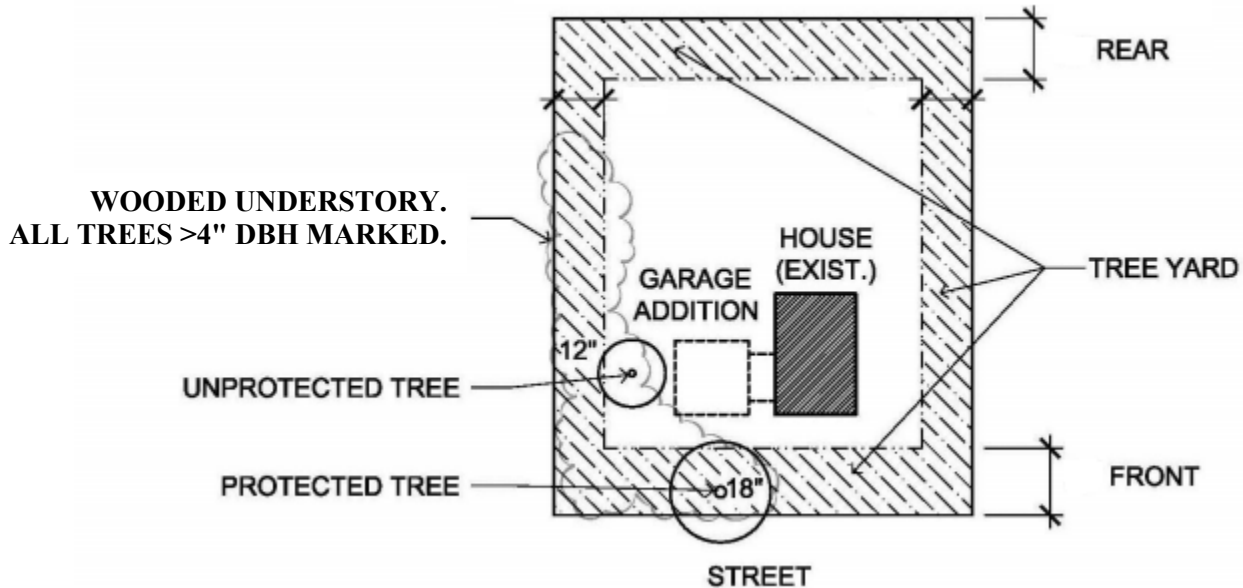 REAR
WOODED UNDERSTORY.
ALL TREES >4" DBH MARKED.
HOUSE
(EXIST.)
GARAGE
ADDITION
TREE YARD
12"
UNPROTECTED TREE
PROTECTED TREE
18"
FRONT
STREET